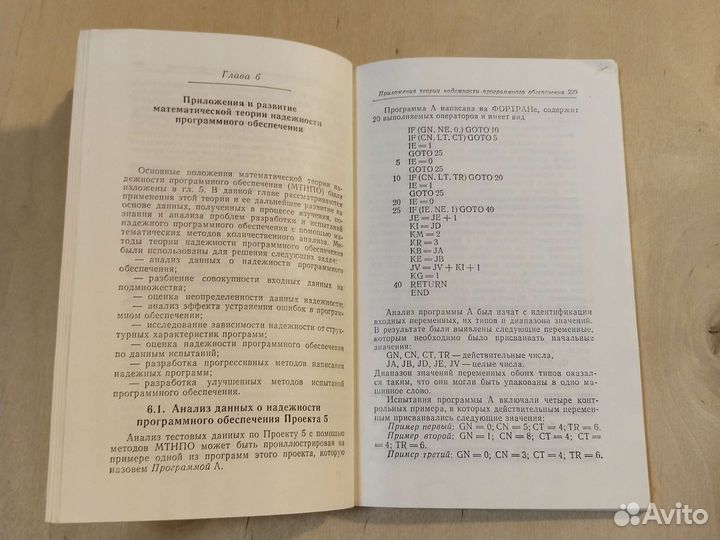 Глава 6
Приложения и развитие
математической теории надежности
программного обеспечения
Основные положения математической теории на-
дежности программного обеспечения (МТНПО) были
изложены в гл. 5. В данной главе рассматриваются
применения этой теории и ее дальнейшее развитие на
основе данных, полученных в процессе изучения, поз-
знания и анализа проблем разработки и испытаний
надежного программного обеспечения с помощью ма-
тематических методов количественного анализа. Ме-
тоды теории надежности программного обеспечения
были использованы для решения следующих задач:
— анализ данных о надежности программного
обеспечения;
— разбиение совокупности входных данных на
подмножества;
— оценка неопределенности данных надежности;
— анализ эффекта устранения ошибок в програм-
мном обеспечении;
— исследование зависимости надежности от струк-
турных характеристик программ;
— оценка надежности программного обеспечения
по данным испытаний;
— разработка прогрессивных методов написания
надежных программ;
— разработка улучшенных методов испытаний
программного обеспечения.
6.1. Анализ данных о надежности
программного обеспечения Проекта 5
Анализ тестовых данных по Проекту 5 с помощью
методов МТНПО может быть проиллюстрирован на
примере одной из программ этого проекта, которую
назовем Программой А.
Приложения теории надежности программного обеспечения 229
Программа А написана на ФОРТРАНе, содержит
20 выполняемых операторов и имеет вид
IF (GN. NE. 0.) GOTO 10
IF (CN. LT. CT) GOTO 5
IE = 1
GOTO 25
5 IE = 0
GOTO 25
10 IF (CN. LT. TR) GOTO 20
IE = 1
GOTO 25
20 IE = 0
25 IF (IE. NE. 1) GOTO 40
JE = JE + 1
KI = JD
KM = 2
KR = 3
KB = JA
KE = JB
JV = JV + KI + 1
KG = 1
40 RETURN
END
Анализ программы А был начат с идентификации
входных переменных, их типов и диапазона значений.
В результате были выявлены следующие переменные,
которым необходимо было присваивать начальные
значения:
GN, CN, CT, TR — действительные числа,
JA, JB, JD, JE, JV — целые числа.
Диапазон значений переменных обоих типов оказал-
ся таким, что они могли быть упакованы в одно ма-
шинное слово.
Испытания программы А включали четыре конт-
рольных примера, в которых действительным перемен-
ным присваивались следующие значения:
Пример первый: GN = 0; CN = 5; CT = 4; TR = 6.
Пример второй: GN = 1; CN = 8; CT = 4; CT =
= 4; TR = 6.
Пример третий: GN = 0; CN = 3; CT = 4; TR = 6.
Avito